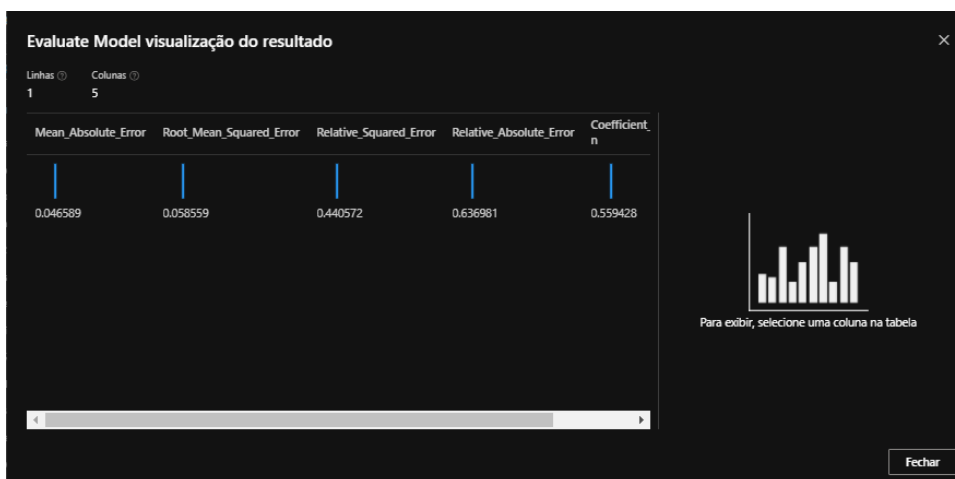 Evaluate Model visualização do resultado
Linhas Colunas
1 5
Mean_Absolute_Error Root_Mean_Squared_Error Relative_Squared_Error Relative_Absolute_Error Coefficient_
n
0.046589 0.058559 0.440572 0.636981 0.559428
Para exibir, selecione uma coluna na tabela
Fechar